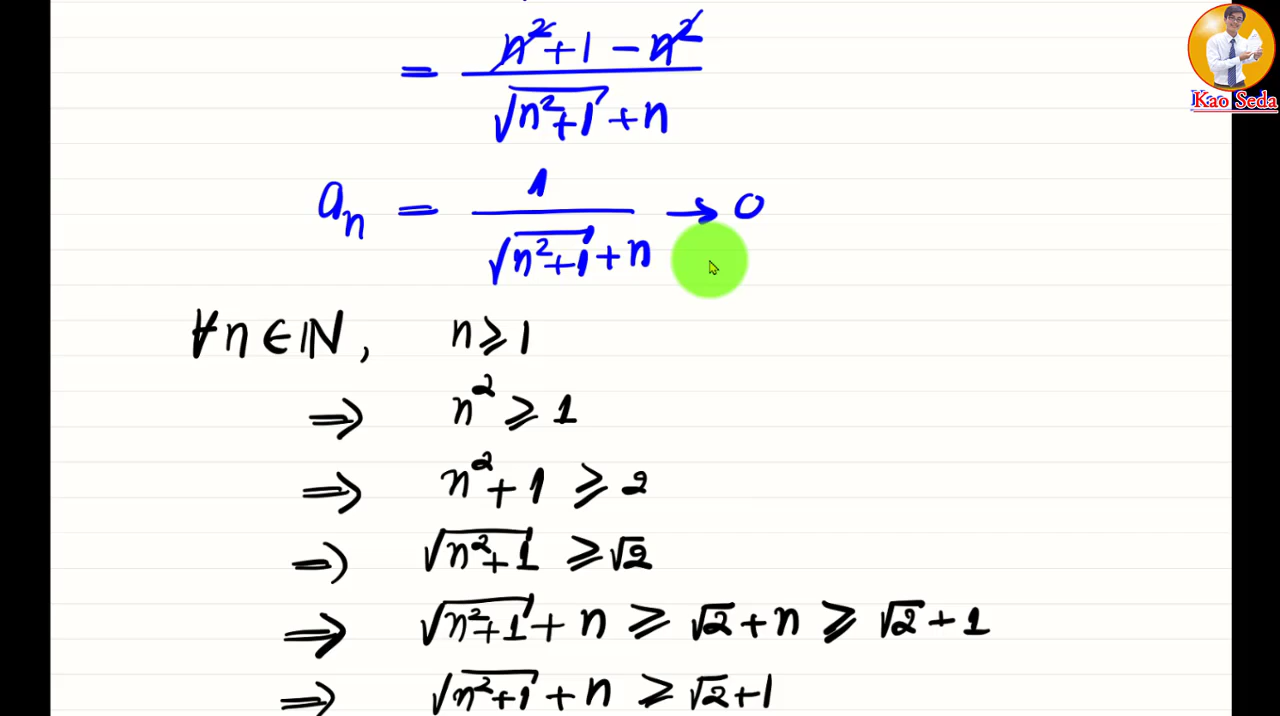 = (n²+1 - n²)/(√(n²+1) + n)
Kao Seda
aₙ = 1/(√(n²+1) + n) → 0
∀n ∈ ℕ, n ⩾ 1
⇒ n² ⩾ 1
⇒ n² + 1 ⩾ 2
⇒ √(n²+1) ⩾ √2
⇒ √(n²+1) + n ⩾ √2 + n ⩾ √2 + 1
⇒ √(n²+1) + n ⩾ √2 + 1